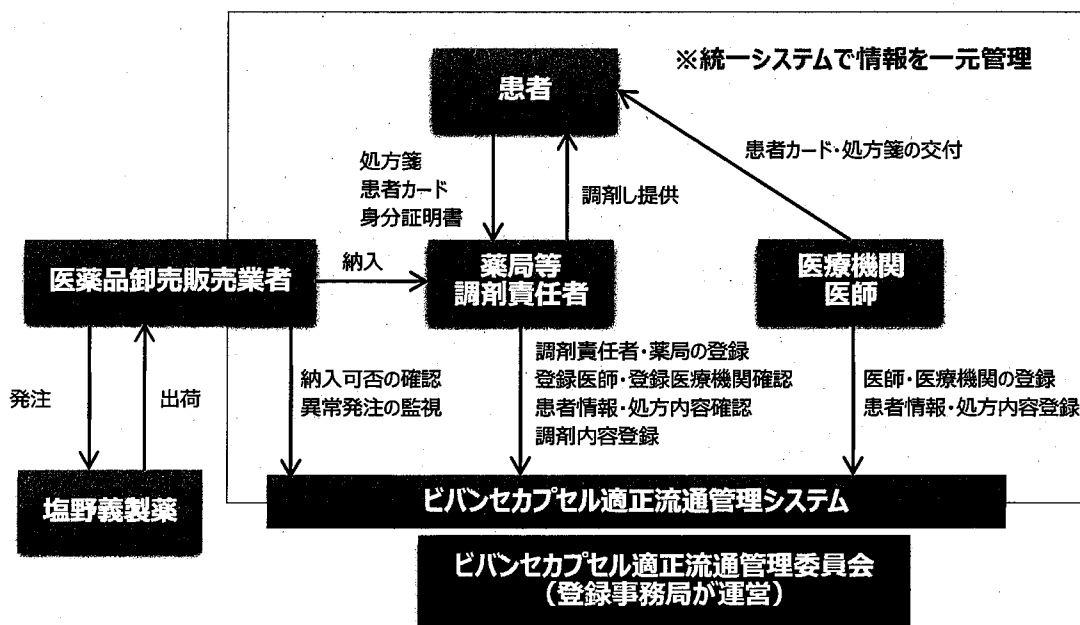 ※統一システムで情報を一元管理
患者
患者カード・処方箋の交付
処方箋
患者カード
身分証明書
調剤し提供
医薬品卸売販売業者
納入
薬局等
調剤責任者
医療機関
医師
発注
出荷
納入可否の確認
異常発注の監視
調剤責任者・薬局の登録
登録医師・登録医療機関確認
患者情報・処方内容確認
調剤内容登録
医師・医療機関の登録
患者情報・処方内容登録
塩野義製薬
ビバンセカプセル適正流通管理システム
ビバンセカプセル適正流通管理委員会
（登録事務局が運営）